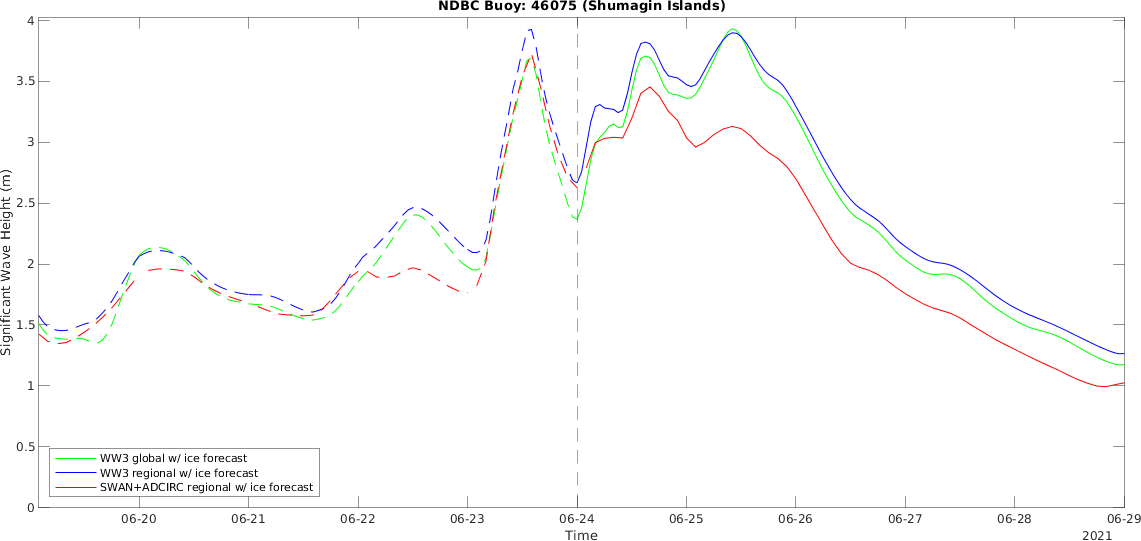 NDBC Buoy: 46075 (Shumagin Islands)
4
3.5
3
2.5
2
1.5
1
0.5
0
Significant Wave Height (m)
WW3 global w/ ice forecast
WW3 regional w/ ice forecast
SWAN+ADCIRC regional w/ ice forecast
06-20 06-21 06-22 06-23 06-24 06-25 06-26 06-27 06-28 06-29
Time
2021